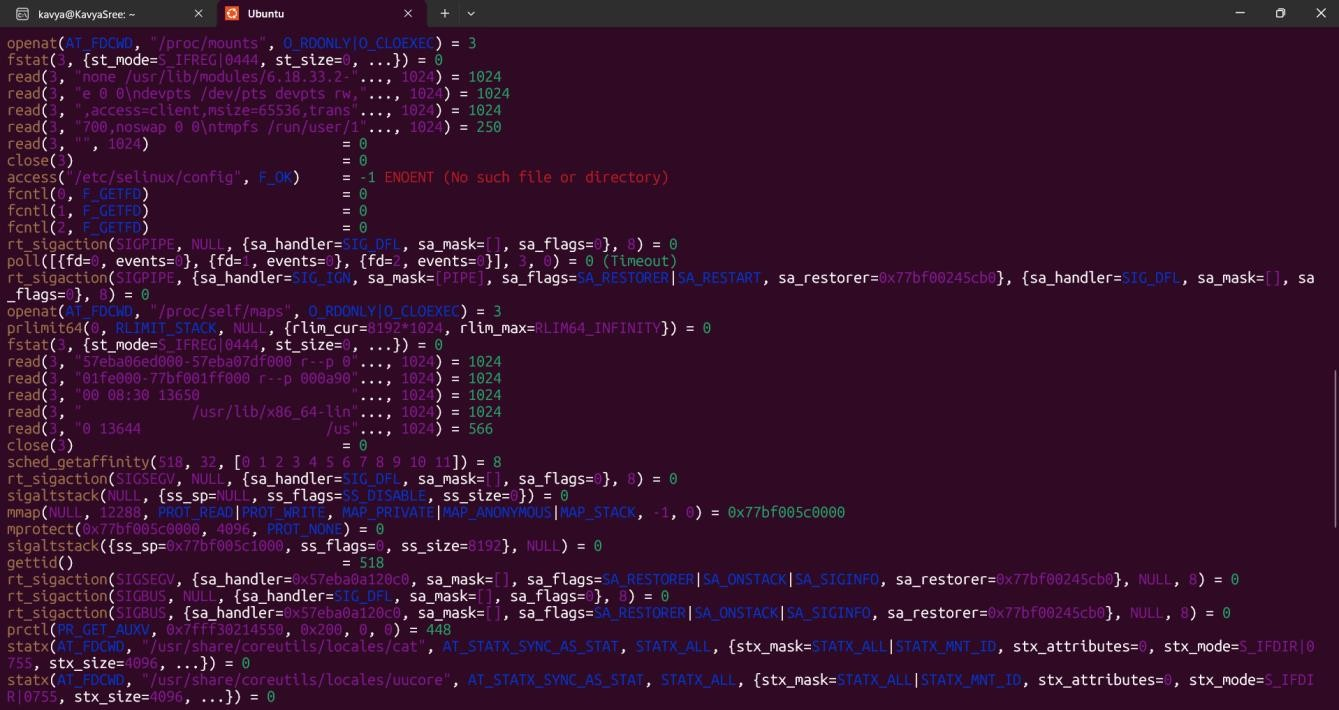 kavya@KavyaSree: ~
Ubuntu
openat(AT_FDCWD, "/proc/mounts", O_RDONLY|O_CLOEXEC) = 3
fstat(3, {st_mode=S_IFREG|0444, st_size=0, ...}) = 0
read(3, "none /usr/lib/modules/6.18.33.2-"..., 1024) = 1024
read(3, "e 0 0\ndevpts /dev/pts devpts rw,"..., 1024) = 1024
read(3, ",access=client,msize=65536,trans"..., 1024) = 1024
read(3, "700,noswap 0 0\ntmpfs /run/user/1"..., 1024) = 250
read(3, "", 1024)                       = 0
close(3)                                = 0
access("/etc/selinux/config", F_OK)     = -1 ENOENT (No such file or directory)
fcntl(0, F_GETFD)                       = 0
fcntl(1, F_GETFD)                       = 0
fcntl(2, F_GETFD)                       = 0
rt_sigaction(SIGPIPE, NULL, {sa_handler=SIG_DFL, sa_mask=[], sa_flags=0}, 8) = 0
poll([{fd=0, events=0}, {fd=1, events=0}, {fd=2, events=0}], 3, 0) = 0 (Timeout)
rt_sigaction(SIGPIPE, {sa_handler=SIG_IGN, sa_mask=[PIPE], sa_flags=SA_RESTORER|SA_RESTART, sa_restorer=0x77bf00245cb0}, {sa_handler=SIG_DFL, sa_mask=[], sa
_flags=0}, 8) = 0
openat(AT_FDCWD, "/proc/self/maps", O_RDONLY|O_CLOEXEC) = 3
prlimit64(0, RLIMIT_STACK, NULL, {rlim_cur=8192*1024, rlim_max=RLIM64_INFINITY}) = 0
fstat(3, {st_mode=S_IFREG|0444, st_size=0, ...}) = 0
read(3, "57eba06ed000-57eba07df000 r--p 0"..., 1024) = 1024
read(3, "01fe000-77bf001ff000 r--p 000a90"..., 1024) = 1024
read(3, "00 08:30 13650                  "..., 1024) = 1024
read(3, "             /usr/lib/x86_64-lin"..., 1024) = 1024
read(3, "0 13644                      /us"..., 1024) = 566
close(3)                                = 0
sched_getaffinity(518, 32, [0 1 2 3 4 5 6 7 8 9 10 11]) = 8
rt_sigaction(SIGSEGV, NULL, {sa_handler=SIG_DFL, sa_mask=[], sa_flags=0}, 8) = 0
sigaltstack(NULL, {ss_sp=NULL, ss_flags=SS_DISABLE, ss_size=0}) = 0
mmap(NULL, 12288, PROT_READ|PROT_WRITE, MAP_PRIVATE|MAP_ANONYMOUS|MAP_STACK, -1, 0) = 0x77bf005c0000
mprotect(0x77bf005c0000, 4096, PROT_NONE) = 0
sigaltstack({ss_sp=0x77bf005c1000, ss_flags=0, ss_size=8192}, NULL) = 0
gettid()                                = 518
rt_sigaction(SIGSEGV, {sa_handler=0x57eba0a120c0, sa_mask=[], sa_flags=SA_RESTORER|SA_ONSTACK|SA_SIGINFO, sa_restorer=0x77bf00245cb0}, NULL, 8) = 0
rt_sigaction(SIGBUS, NULL, {sa_handler=SIG_DFL, sa_mask=[], sa_flags=0}, 8) = 0
rt_sigaction(SIGBUS, {sa_handler=0x57eba0a120c0, sa_mask=[], sa_flags=SA_RESTORER|SA_ONSTACK|SA_SIGINFO, sa_restorer=0x77bf00245cb0}, NULL, 8) = 0
prctl(PR_GET_AUXV, 0x7fff30214550, 0x200, 0, 0) = 448
statx(AT_FDCWD, "/usr/share/coreutils/locales/cat", AT_STATX_SYNC_AS_STAT, STATX_ALL, {stx_mask=STATX_ALL|STATX_MNT_ID, stx_attributes=0, stx_mode=S_IFDIR|0
755, stx_size=4096, ...}) = 0
statx(AT_FDCWD, "/usr/share/coreutils/locales/uucore", AT_STATX_SYNC_AS_STAT, STATX_ALL, {stx_mask=STATX_ALL|STATX_MNT_ID, stx_attributes=0, stx_mode=S_IFDI
R|0755, stx_size=4096, ...}) = 0